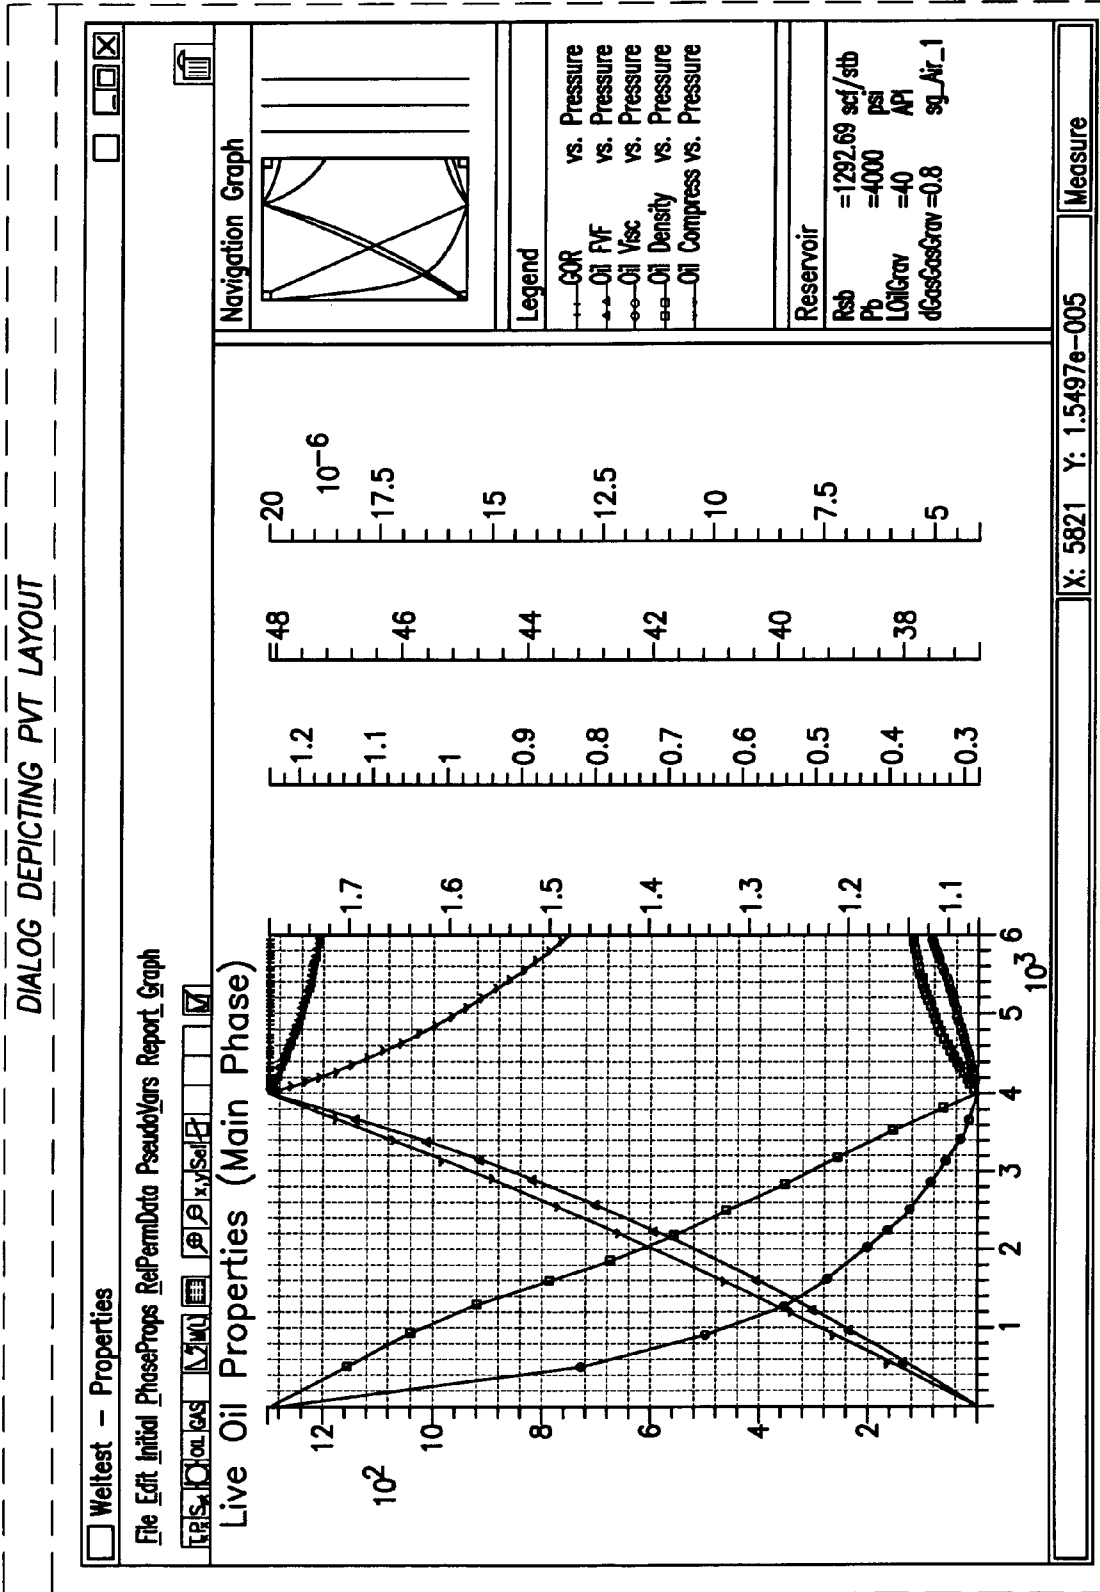 DIALOG DEPICTING PVT LAYOUT
Weltest - Properties
File Edit Initial PhaseProps RelPermData PseudoVars Report Graph
OIL GAS x,y Sel
Live Oil Properties (Main Phase)
12
10
8
6
4
2
10²
1 2 3 4 5 6
10³
1.7
1.6
1.5
1.4
1.3
1.2
1.1
1.2
1.1
1
0.9
0.8
0.7
0.6
0.5
0.4
0.3
48
46
44
42
40
38
20
10-6
17.5
15
12.5
10
7.5
5
Navigation Graph
Legend
GOR vs. Pressure
Oil FVF vs. Pressure
Oil Visc vs. Pressure
Oil Density vs. Pressure
Oil Compress vs. Pressure
Reservoir
Rsb =1292.69 scf/stb
Pb =4000 psi
LOilGrav =40 API
dGasGasGrav =0.8 sg_Air_1
X: 5821 Y: 1.5497e-005 Measure